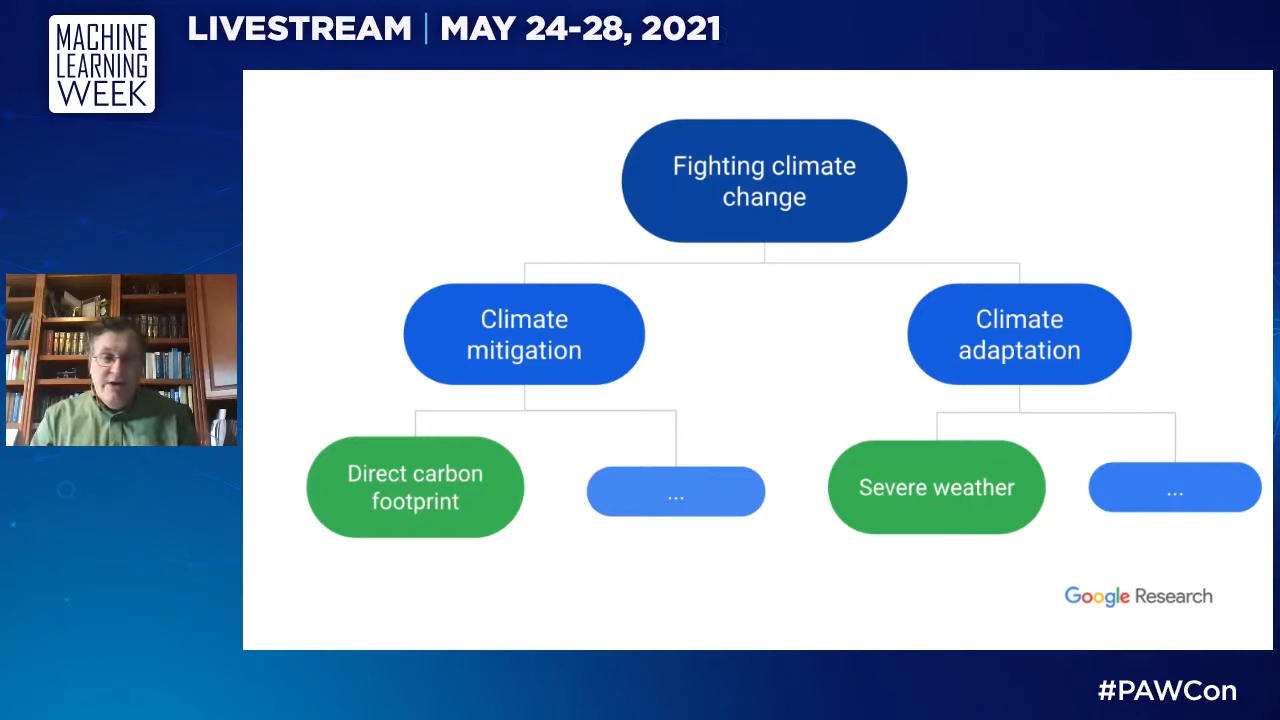 MACHINE
LEARNING
WEEK
LIVESTREAM | MAY 24-28, 2021
Fighting climate
change
Climate
mitigation
Climate
adaptation
Direct carbon
footprint
...
Severe weather
...
Google Research
#PAWCon